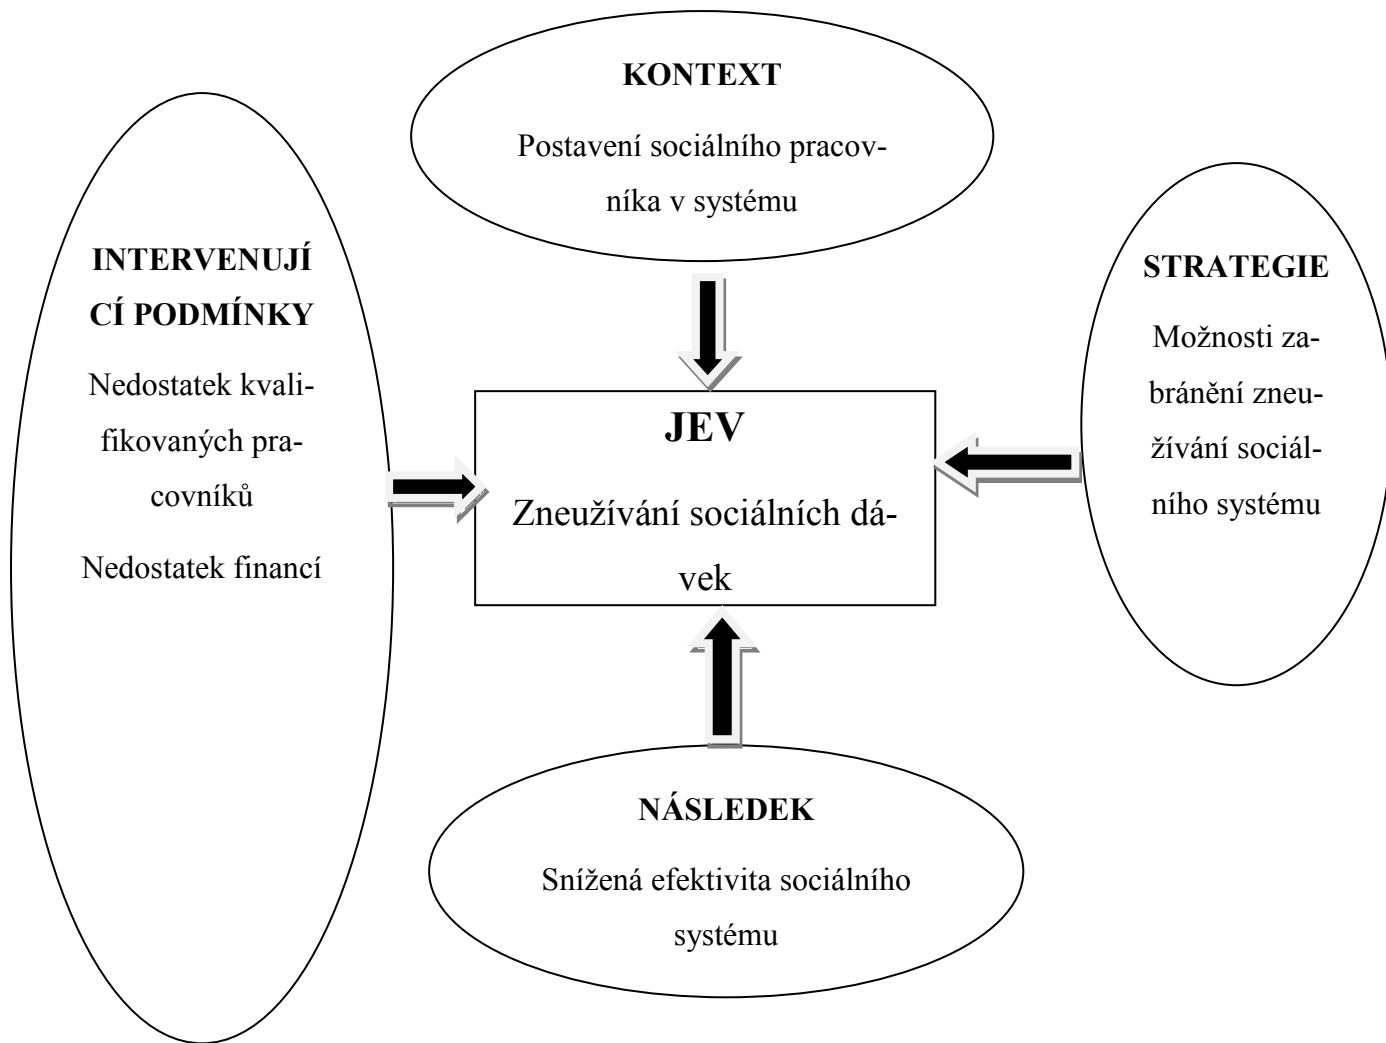 KONTEXT
Postavení sociálního pracov-
níka v systému
INTERVENUJÍ
CÍ PODMÍNKY
Nedostatek kvali-
fikovaných pra-
covníků
Nedostatek financí
JEV
Zneužívání sociálních dá-
vek
STRATEGIE
Možnosti za-
bránění zneu-
žívání sociál-
ního systému
NÁSLEDEK
Snížená efektivita sociálního
systému